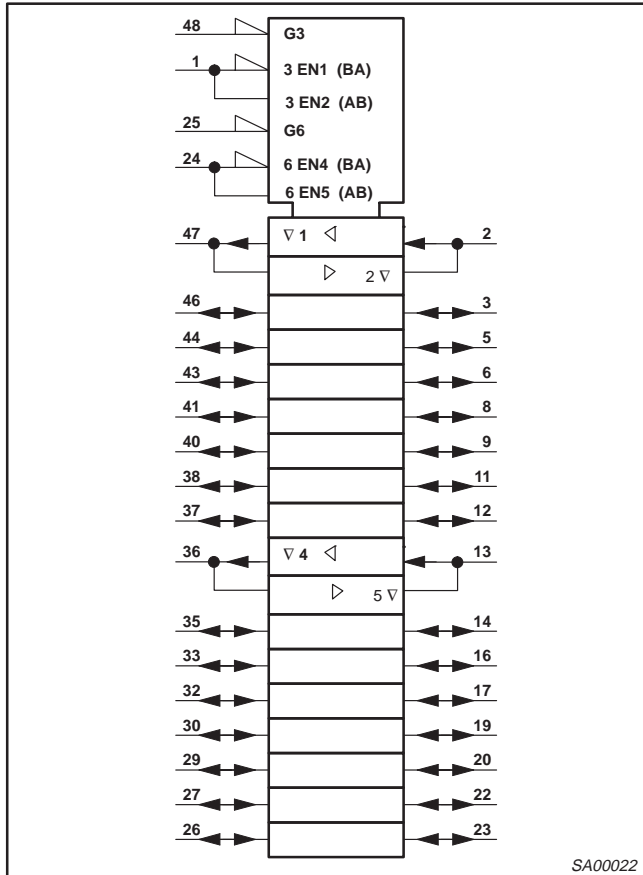 48 G3
1 3 EN1 (BA)
3 EN2 (AB)
25 G6
24 6 EN4 (BA)
6 EN5 (AB)
47 ∇ 1 2
2 ∇
46 3
44 5
43 6
41 8
40 9
38 11
37 12
36 ∇ 4 13
5 ∇
35 14
33 16
32 17
30 19
29 20
27 22
26 23
SA00022